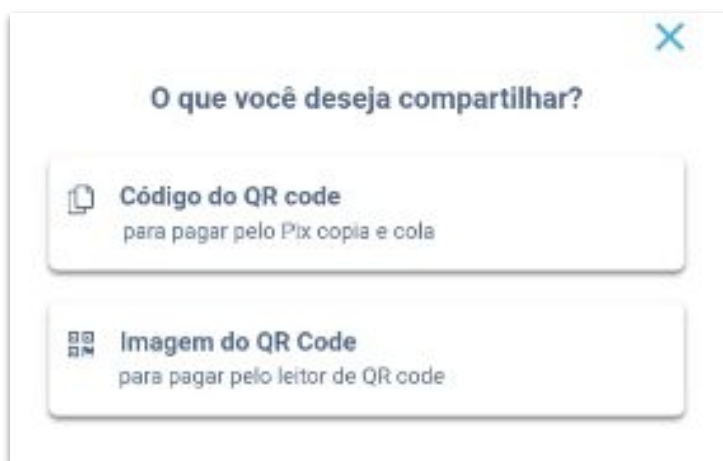 O que você deseja compartilhar?
Código do QR code
para pagar pelo Pix copia e cola
Imagem do QR Code
para pagar pelo leitor de QR code